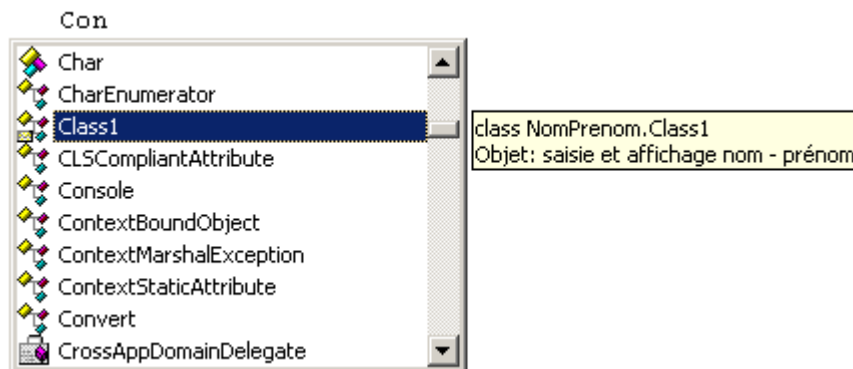 Con
Char
CharEnumerator
Class1
class NomPrenom.Class1
Objet: saisie et affichage nom - prénom
CLSCompliantAttribute
Console
ContextBoundObject
ContextMarshalException
ContextStaticAttribute
Convert
CrossAppDomainDelegate